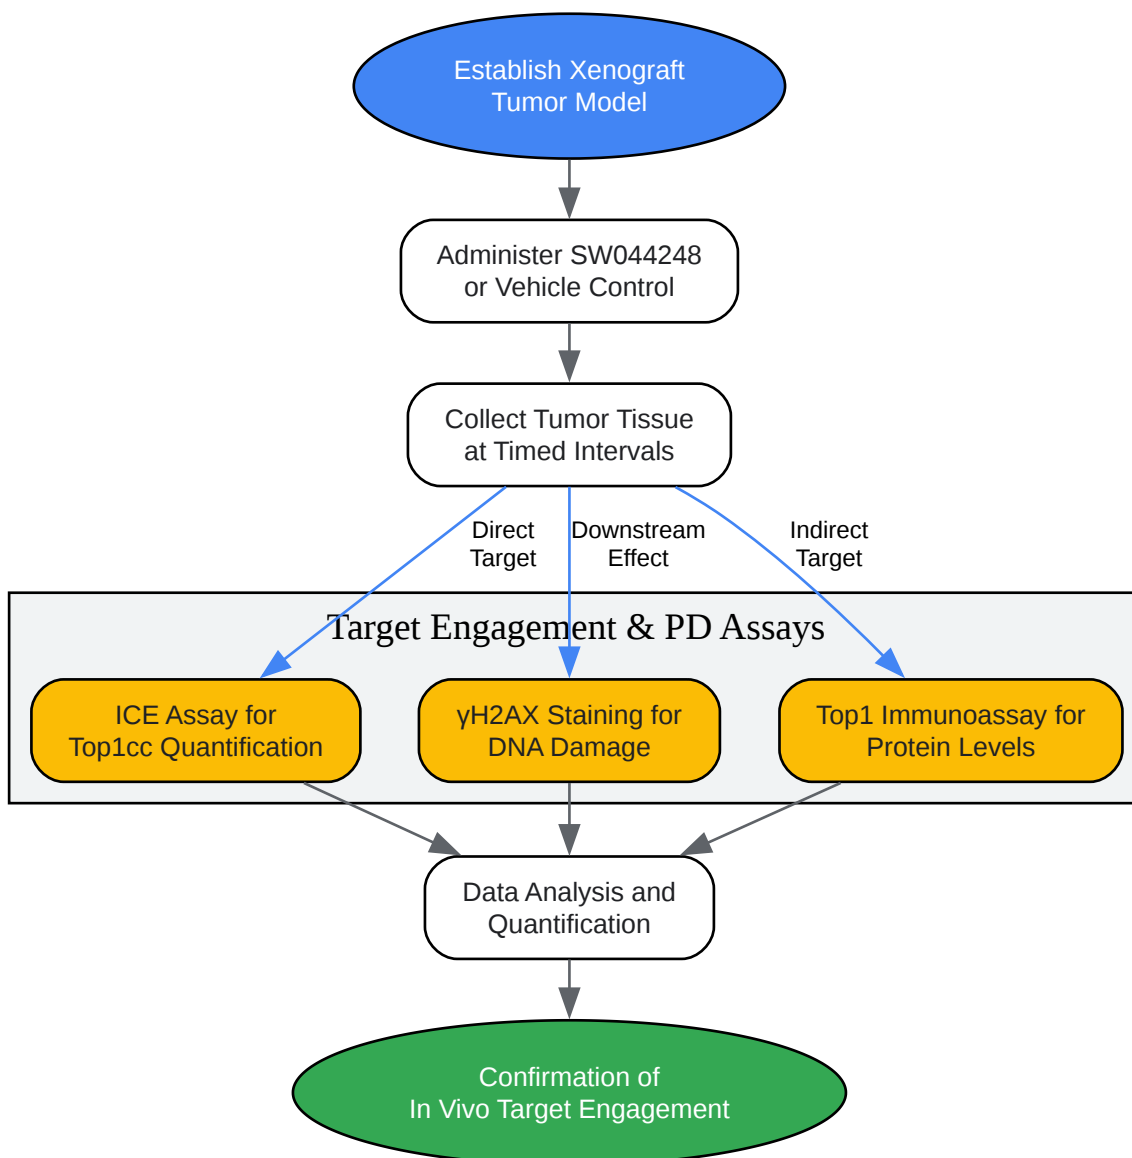 Establish Xenograft
Tumor Model
Administer SW044248
or Vehicle Control
Collect Tumor Tissue
at Timed Intervals
Direct
Target
Downstream
Effect
Indirect
Target
Target Engagement & PD Assays
ICE Assay for
Top1cc Quantification
γH2AX Staining for
DNA Damage
Top1 Immunoassay for
Protein Levels
Data Analysis and
Quantification
Confirmation of
In Vivo Target Engagement